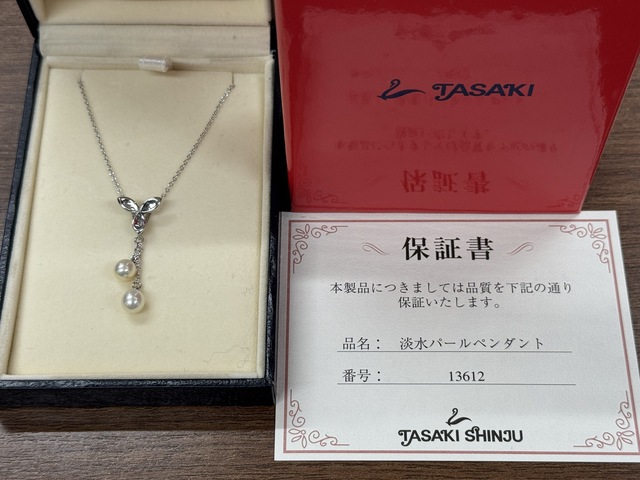 TASAKI
保証書
本製品につきましては品質を下記の通り
保証いたします。
品名： 淡水パールペンダント
番号： 13612
TASAKI SHINJU